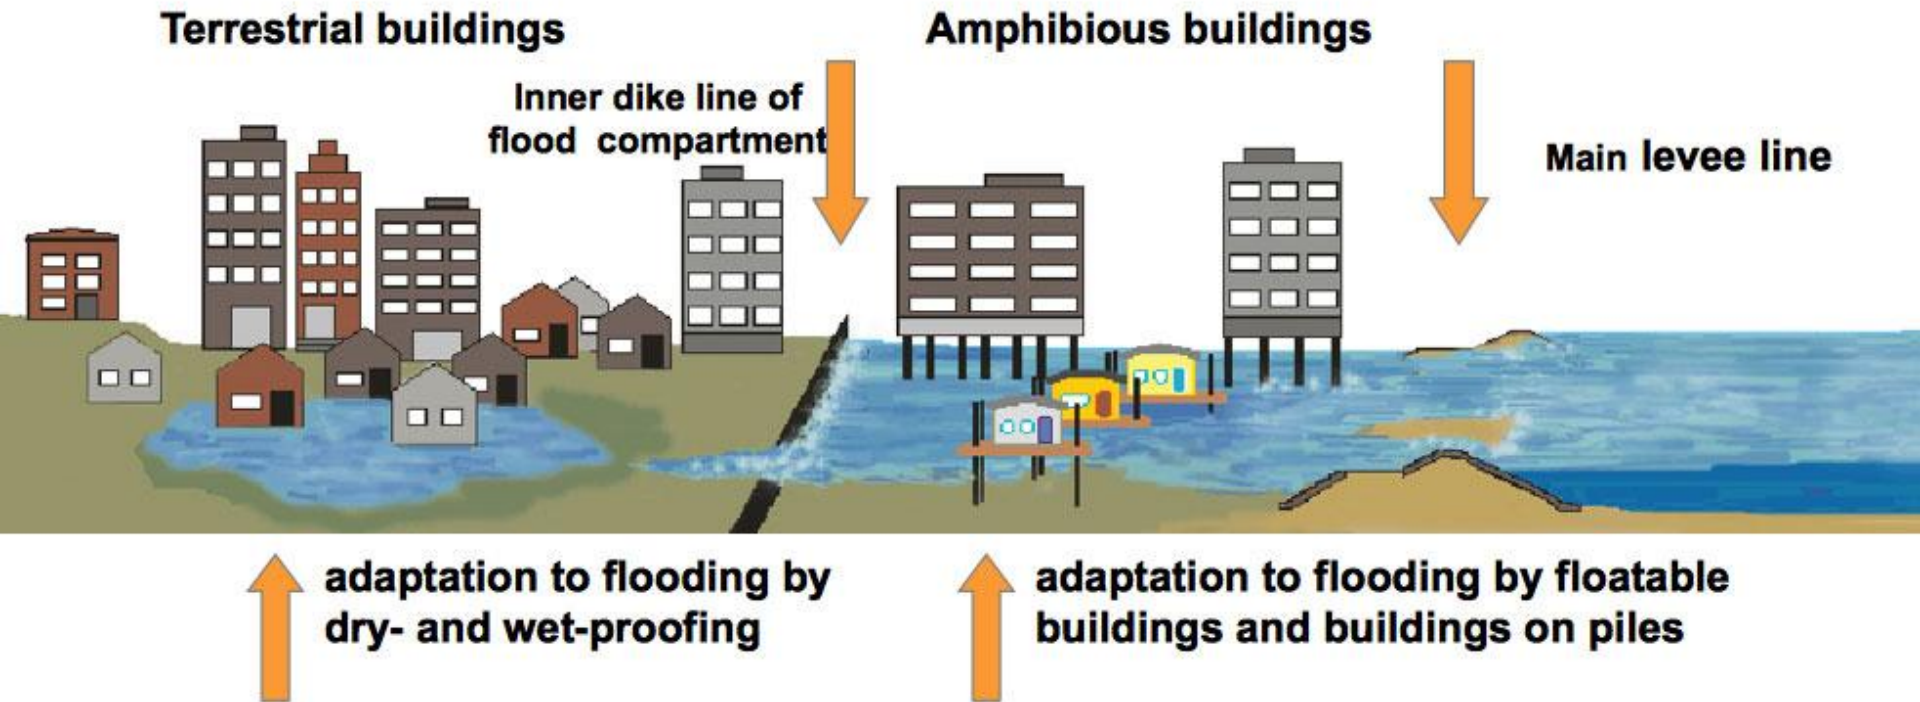 Terrestrial buildings
Amphibious buildings
Inner dike line of
flood compartment
Main levee line
adaptation to flooding by
dry- and wet-proofing
adaptation to flooding by floatable
buildings and buildings on piles